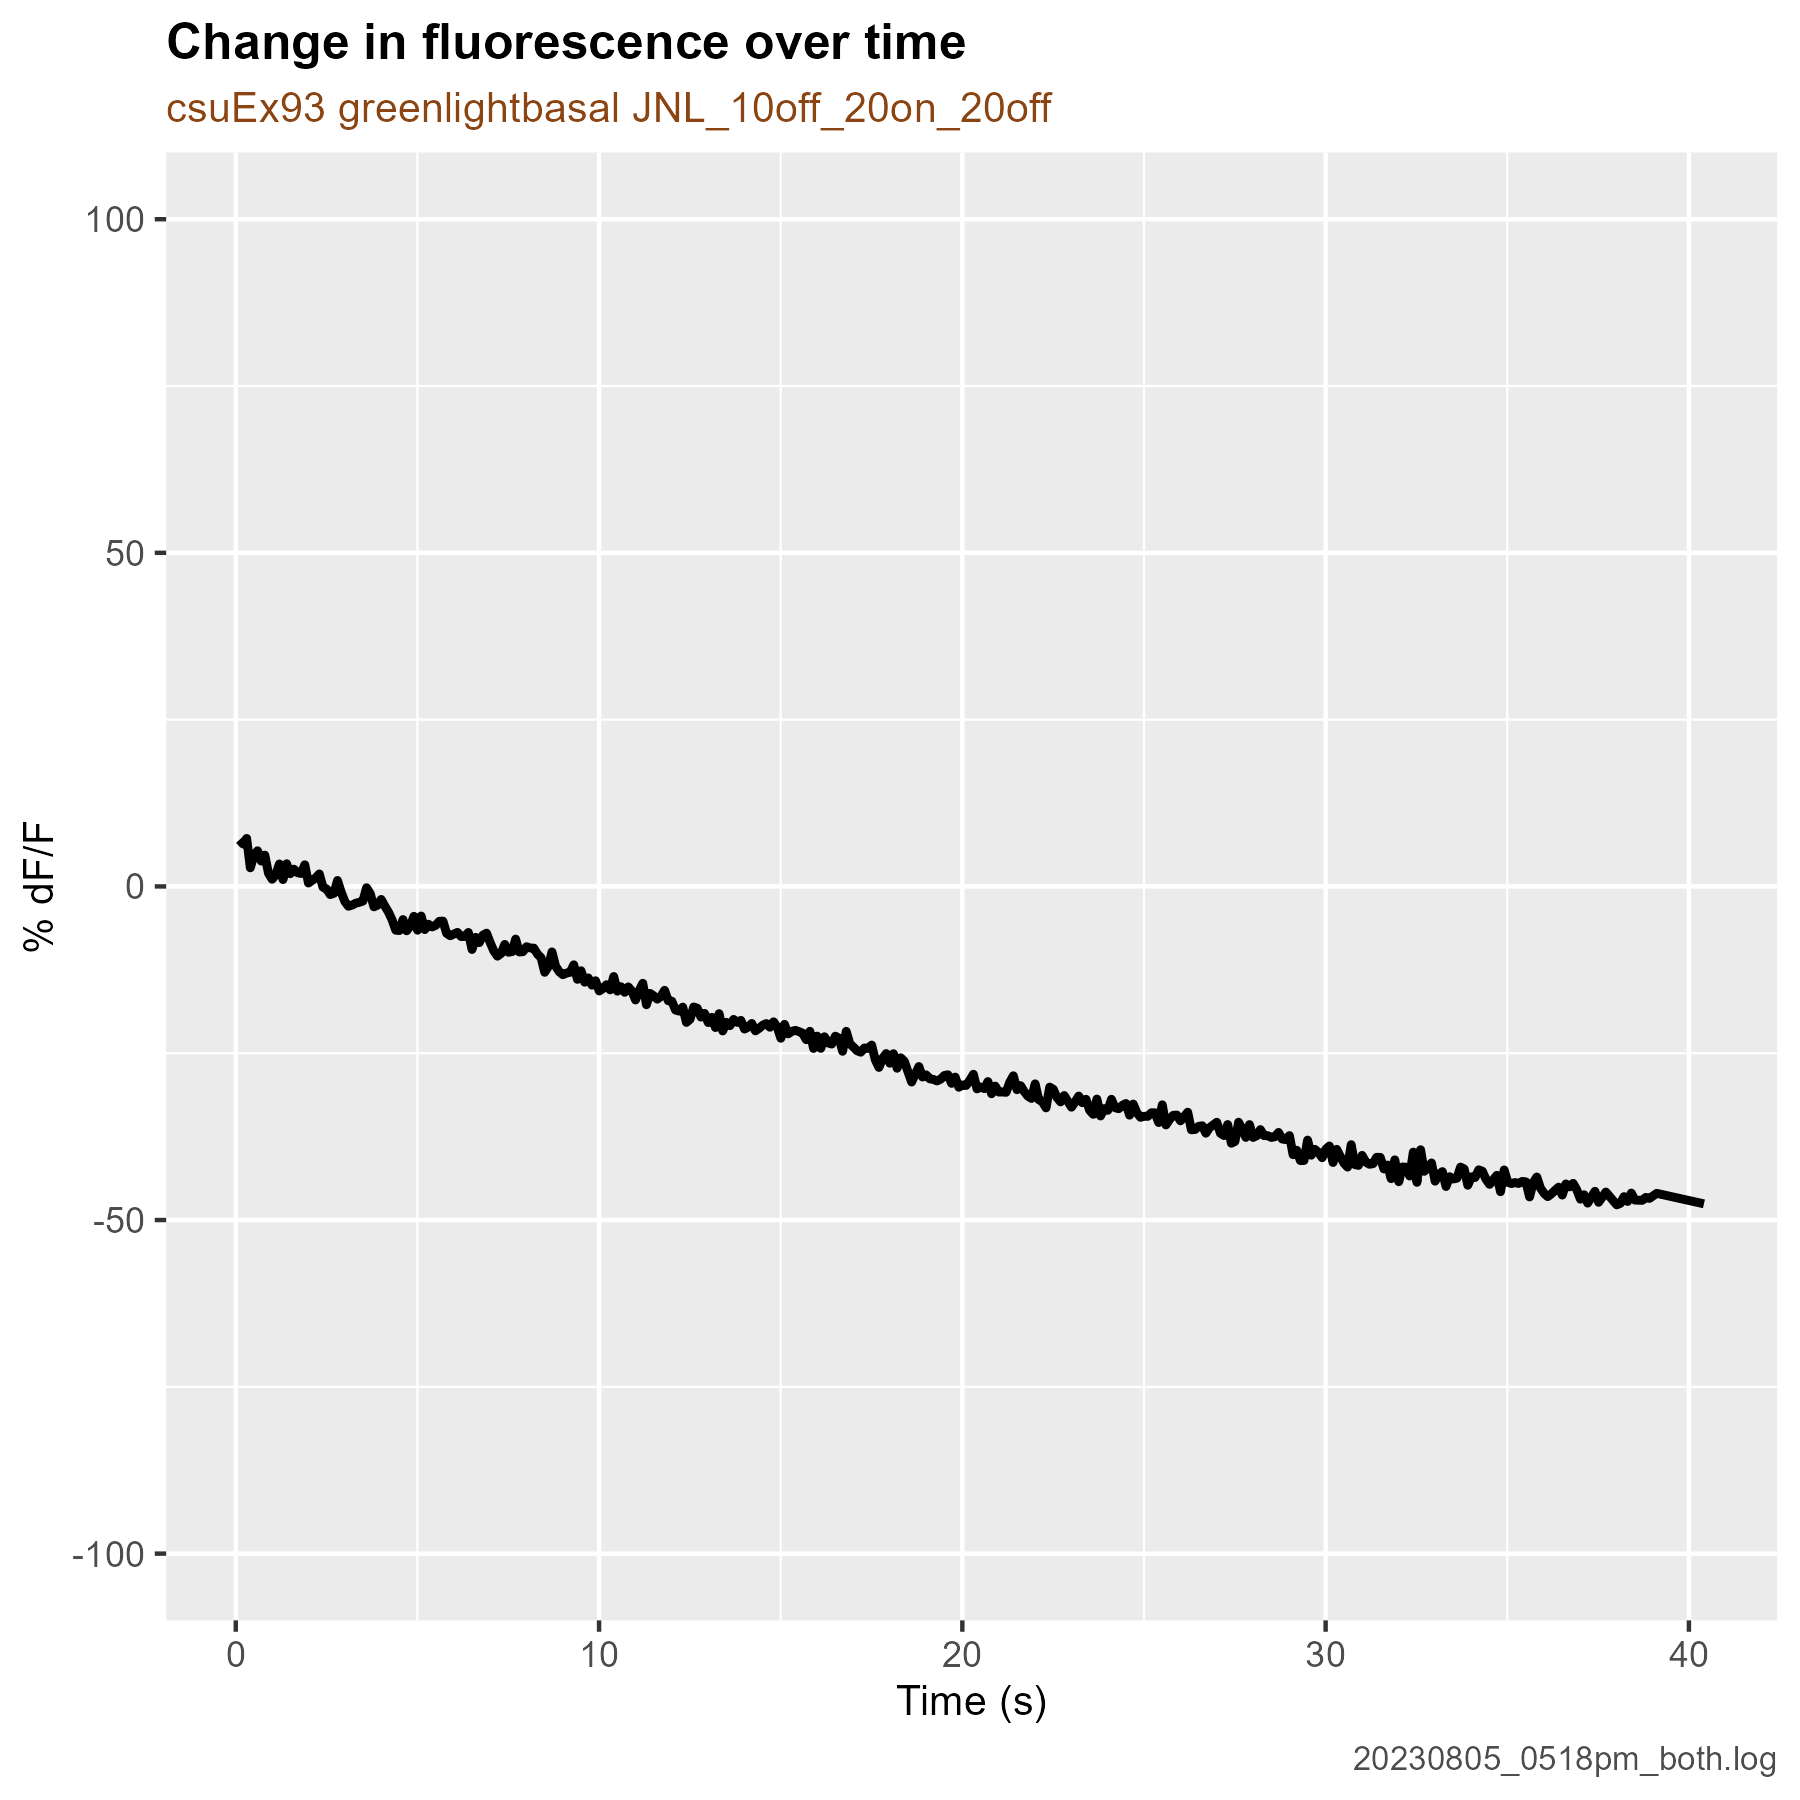 Change in fluorescence over time
csuEx93 greenlightbasal JNL_10off_20on_20off
100
50
0
-50
-100
% dF/F
0 10 20 30 40
Time (s)
20230805_0518pm_both.log